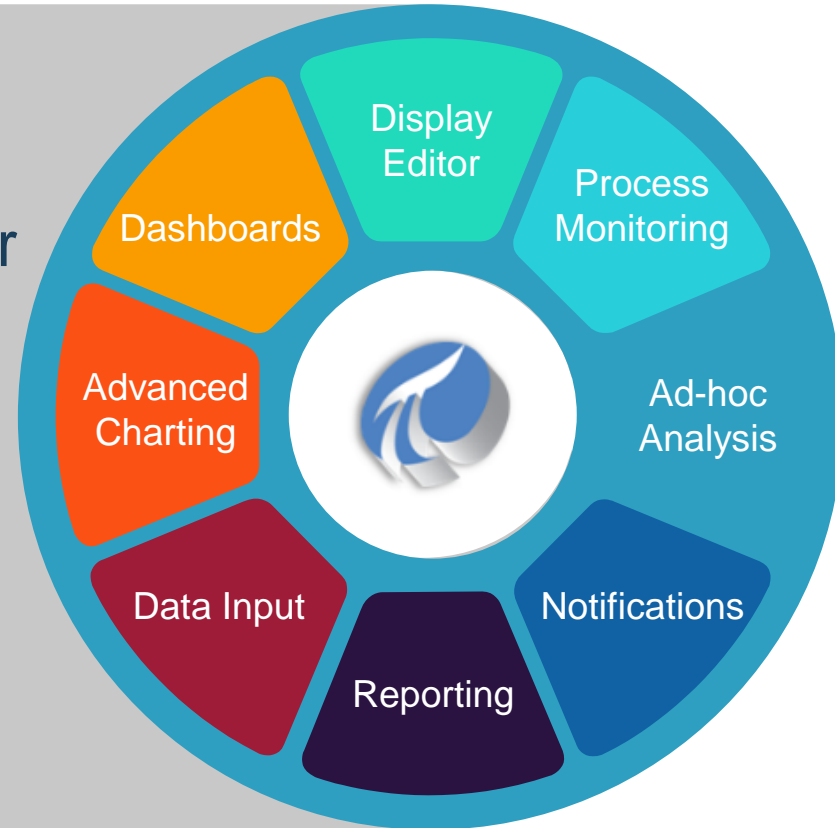 Display
Editor
Process
Monitoring
Dashboards
r
Advanced
Charting
Ad-hoc
Analysis
Data Input
Notifications
Reporting